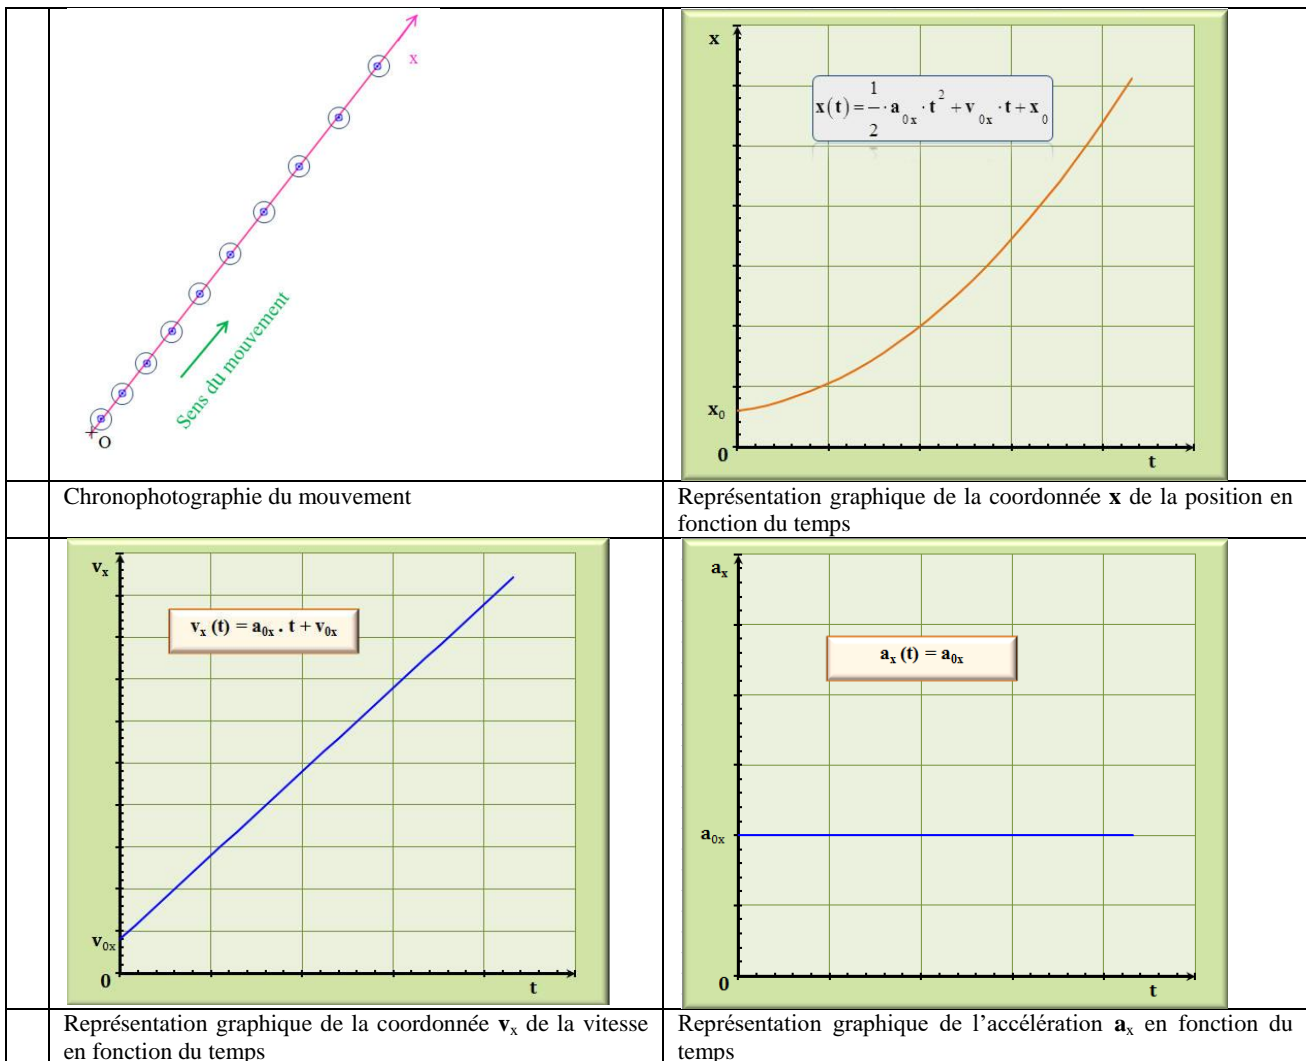 x
Sens du mouvement
O
x
x(t) = 1/2 · a₀ₓ · t² + v₀ₓ · t + x₀
x₀
0
t
Chronophotographie du mouvement
Représentation graphique de la coordonnée x de la position en
fonction du temps
vₓ
vₓ (t) = a₀ₓ . t + v₀ₓ
v₀ₓ
0
t
aₓ
aₓ (t) = a₀ₓ
a₀ₓ
0
t
Représentation graphique de la coordonnée vₓ de la vitesse
en fonction du temps
Représentation graphique de l’accélération aₓ en fonction du
temps